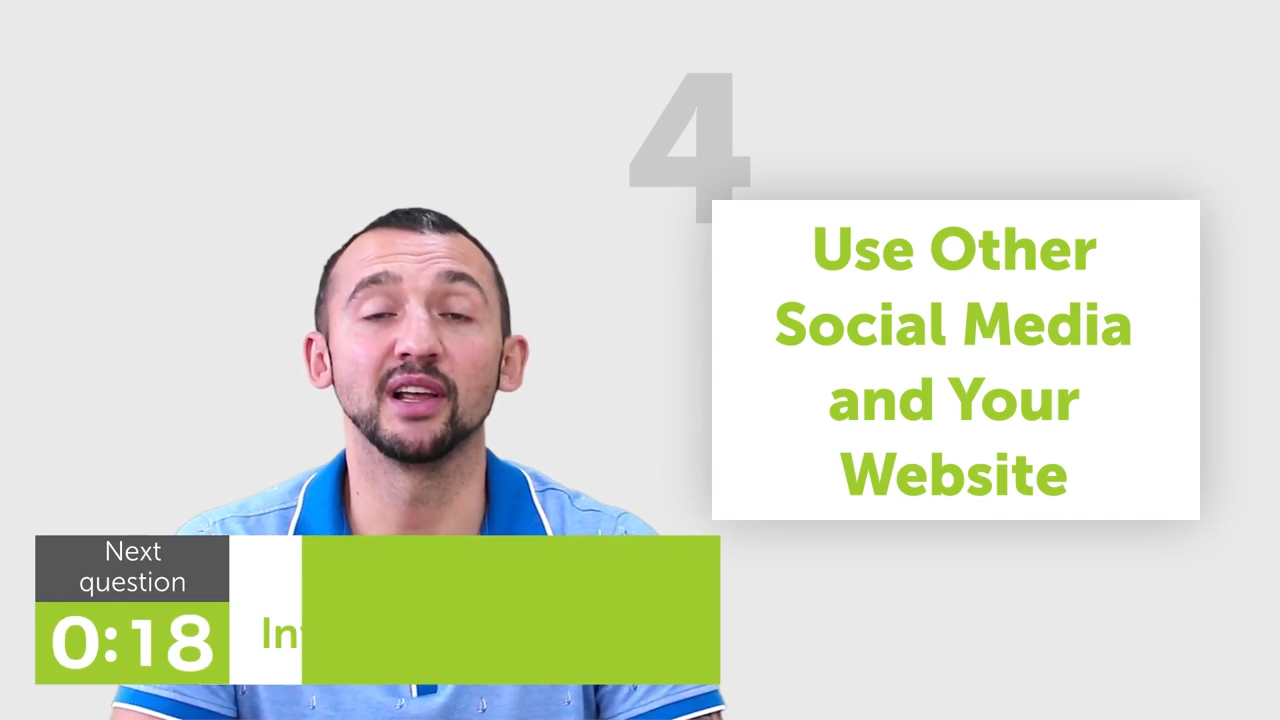 4
Use Other
Social Media
and Your
Website
Next
question
0:18